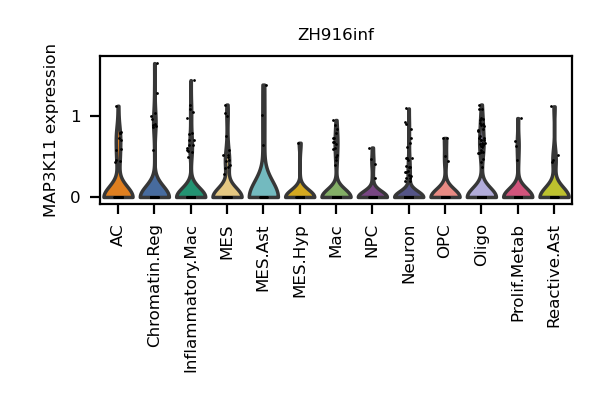 ZH916inf
MAP3K11 expression
1
0
AC
Chromatin.Reg
Inflammatory.Mac
MES
MES.Ast
MES.Hyp
Mac
NPC
Neuron
OPC
Oligo
Prolif.Metab
Reactive.Ast